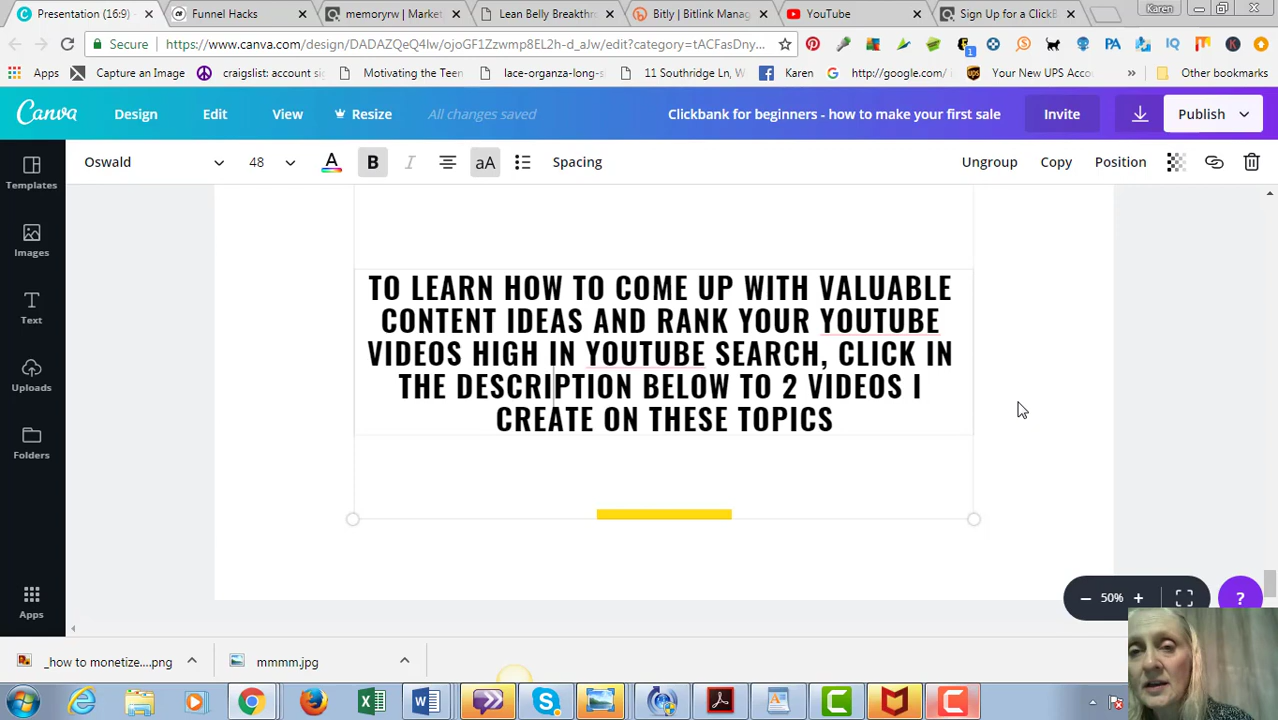 Presentation (16:9)
Funnel Hacks
memoryrw | Market
Lean Belly Breakthr
Bitly | Bitlink Manag
YouTube
Sign Up for a ClickB
Karen
Secure
https://www.canva.com/design/DADAZQeQ4Iw/ojoGF1Zzwmp8EL2h-d_aJw/edit?category=tACFasDny...
Apps
Capture an Image
craigslist:account si
Motivating the Teen
lace-organza-long-s
11 Southridge Ln, W
Karen
http://google.com/
Your New UPS Acco
Other bookmarks
Canva
Design
Edit
View
Resize
All changes saved
Clickbank for beginners - how to make your first sale
Invite
Publish
Oswald
48
A
B
I
aA
Spacing
Ungroup
Copy
Position
Templates
Images
Text
Uploads
Folders
Apps
TO LEARN HOW TO COME UP WITH VALUABLE
CONTENT IDEAS AND RANK YOUR YOUTUBE
VIDEOS HIGH IN YOUTUBE SEARCH, CLICK IN
THE DESCRIPTION BELOW TO 2 VIDEOS I
CREATE ON THESE TOPICS
50%
?
_how to monetize....png
mmmm.jpg